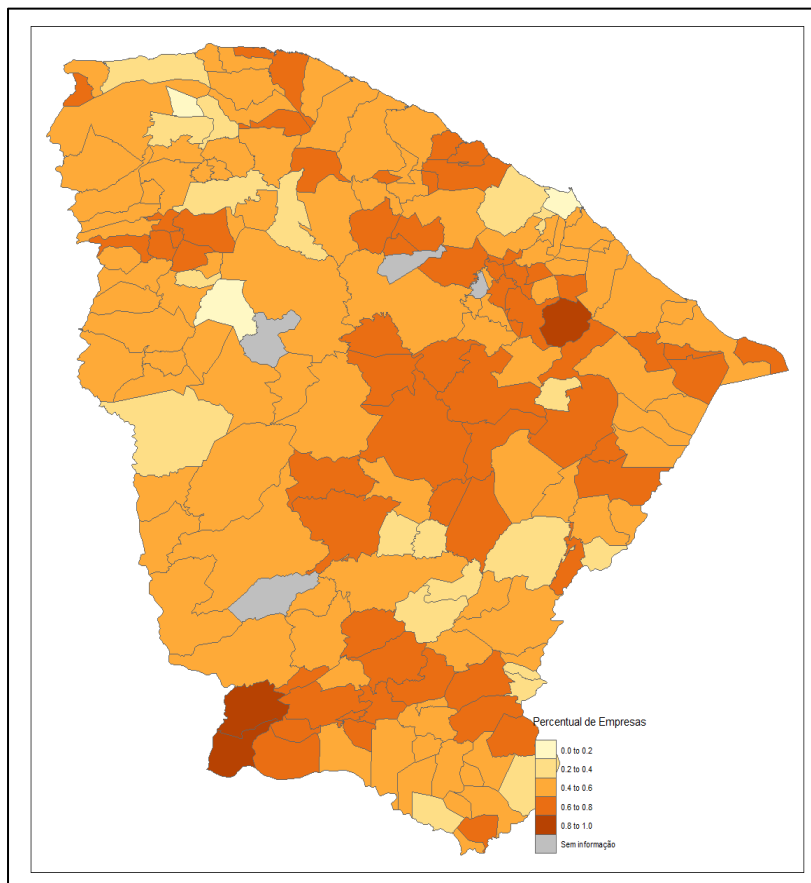 Percentual de Empresas
0.0 to 0.2
0.2 to 0.4
0.4 to 0.6
0.6 to 0.8
0.8 to 1.0
Sem informação